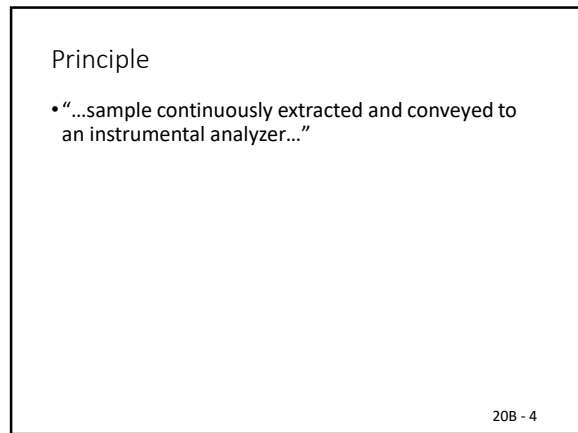 Principle
• “...sample continuously extracted and conveyed to
an instrumental analyzer...”
20B - 4